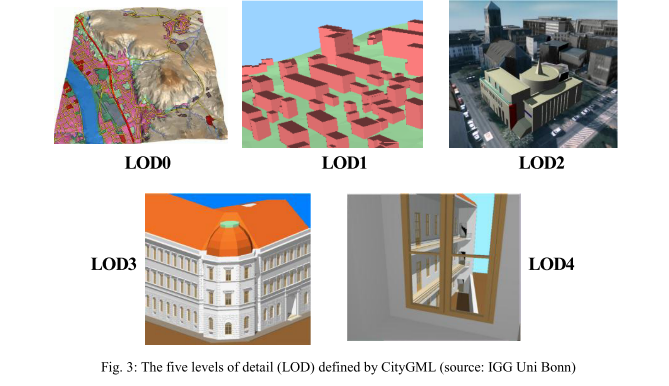 LOD0
LOD1
LOD2
LOD3
LOD4
Fig. 3: The five levels of detail (LOD) defined by CityGML (source: IGG Uni Bonn)